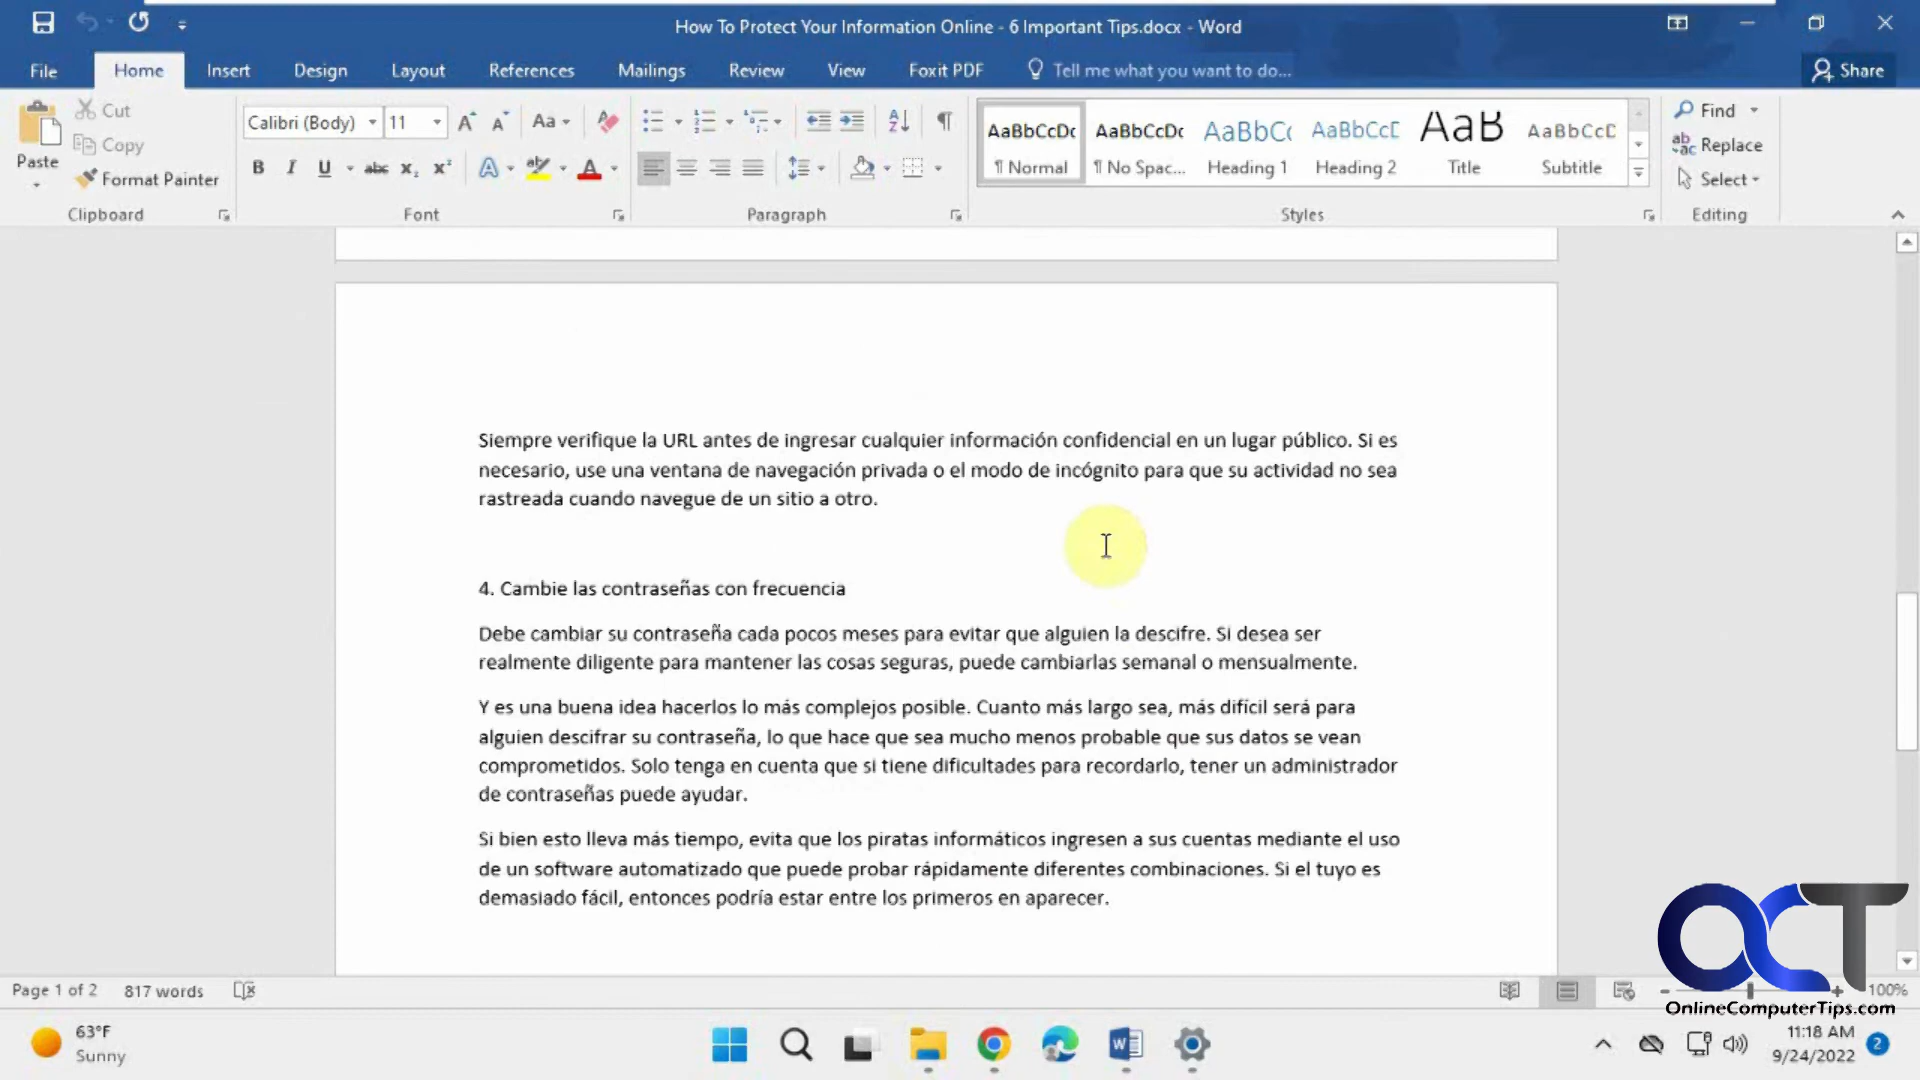 How To Protect Your Information Online - 6 Important Tips.docx - Word
File Home Insert Design Layout References Mailings Review View Foxit PDF Tell me what you want to do... Share
Cut
Copy
Paste
Format Painter
Clipboard
Calibri (Body) 11 Aa
B I U abc x₂ x² A A
Font
Paragraph
AaBbCcDc AaBbCcDc AaBbCc AaBbCcD AaB AaBbCcD
¶ Normal ¶ No Spac... Heading 1 Heading 2 Title Subtitle
Styles
Find
Replace
Select
Editing
Siempre verifique la URL antes de ingresar cualquier información confidencial en un lugar público. Si es
necesario, use una ventana de navegación privada o el modo de incógnito para que su actividad no sea
rastreada cuando navegue de un sitio a otro.
4. Cambie las contraseñas con frecuencia
Debe cambiar su contraseña cada pocos meses para evitar que alguien la descifre. Si desea ser
realmente diligente para mantener las cosas seguras, puede cambiarlas semanal o mensualmente.
Y es una buena idea hacerlos lo más complejos posible. Cuanto más largo sea, más difícil será para
alguien descifrar su contraseña, lo que hace que sea mucho menos probable que sus datos se vean
comprometidos. Solo tenga en cuenta que si tiene dificultades para recordarlo, tener un administrador
de contraseñas puede ayudar.
Si bien esto lleva más tiempo, evita que los piratas informáticos ingresen a sus cuentas mediante el uso
de un software automatizado que puede probar rápidamente diferentes combinaciones. Si el tuyo es
demasiado fácil, entonces podría estar entre los primeros en aparecer.
Page 1 of 2 817 words 100%
OCT
OnlineComputerTips.com
63°F
Sunny
11:18 AM
9/24/2022 2